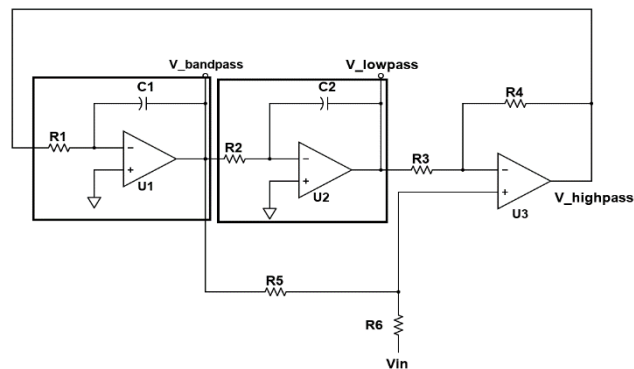 V_bandpass
V_lowpass
C1
C2
R4
R1
R2
R3
−
+
U1
−
+
U2
−
+
U3
V_highpass
R5
R6
Vin